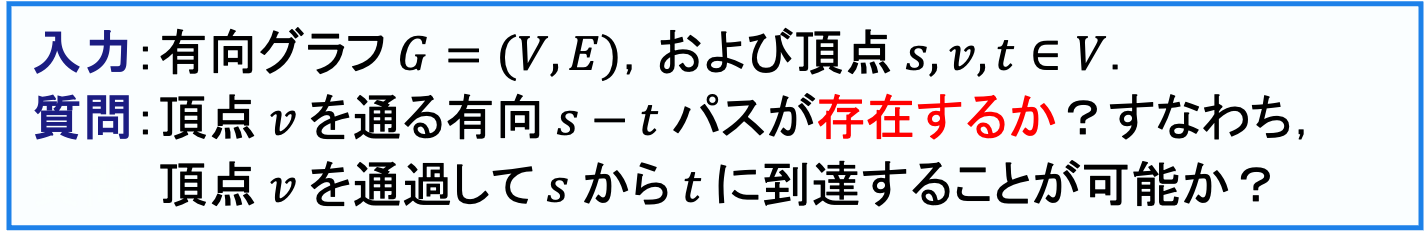 入力：有向グラフ G = (V, E)，および頂点 s, v, t ∈ V．
質問：頂点 v を通る有向 s − t パスが存在するか？すなわち，
頂点 v を通過して s から t に到達することが可能か？